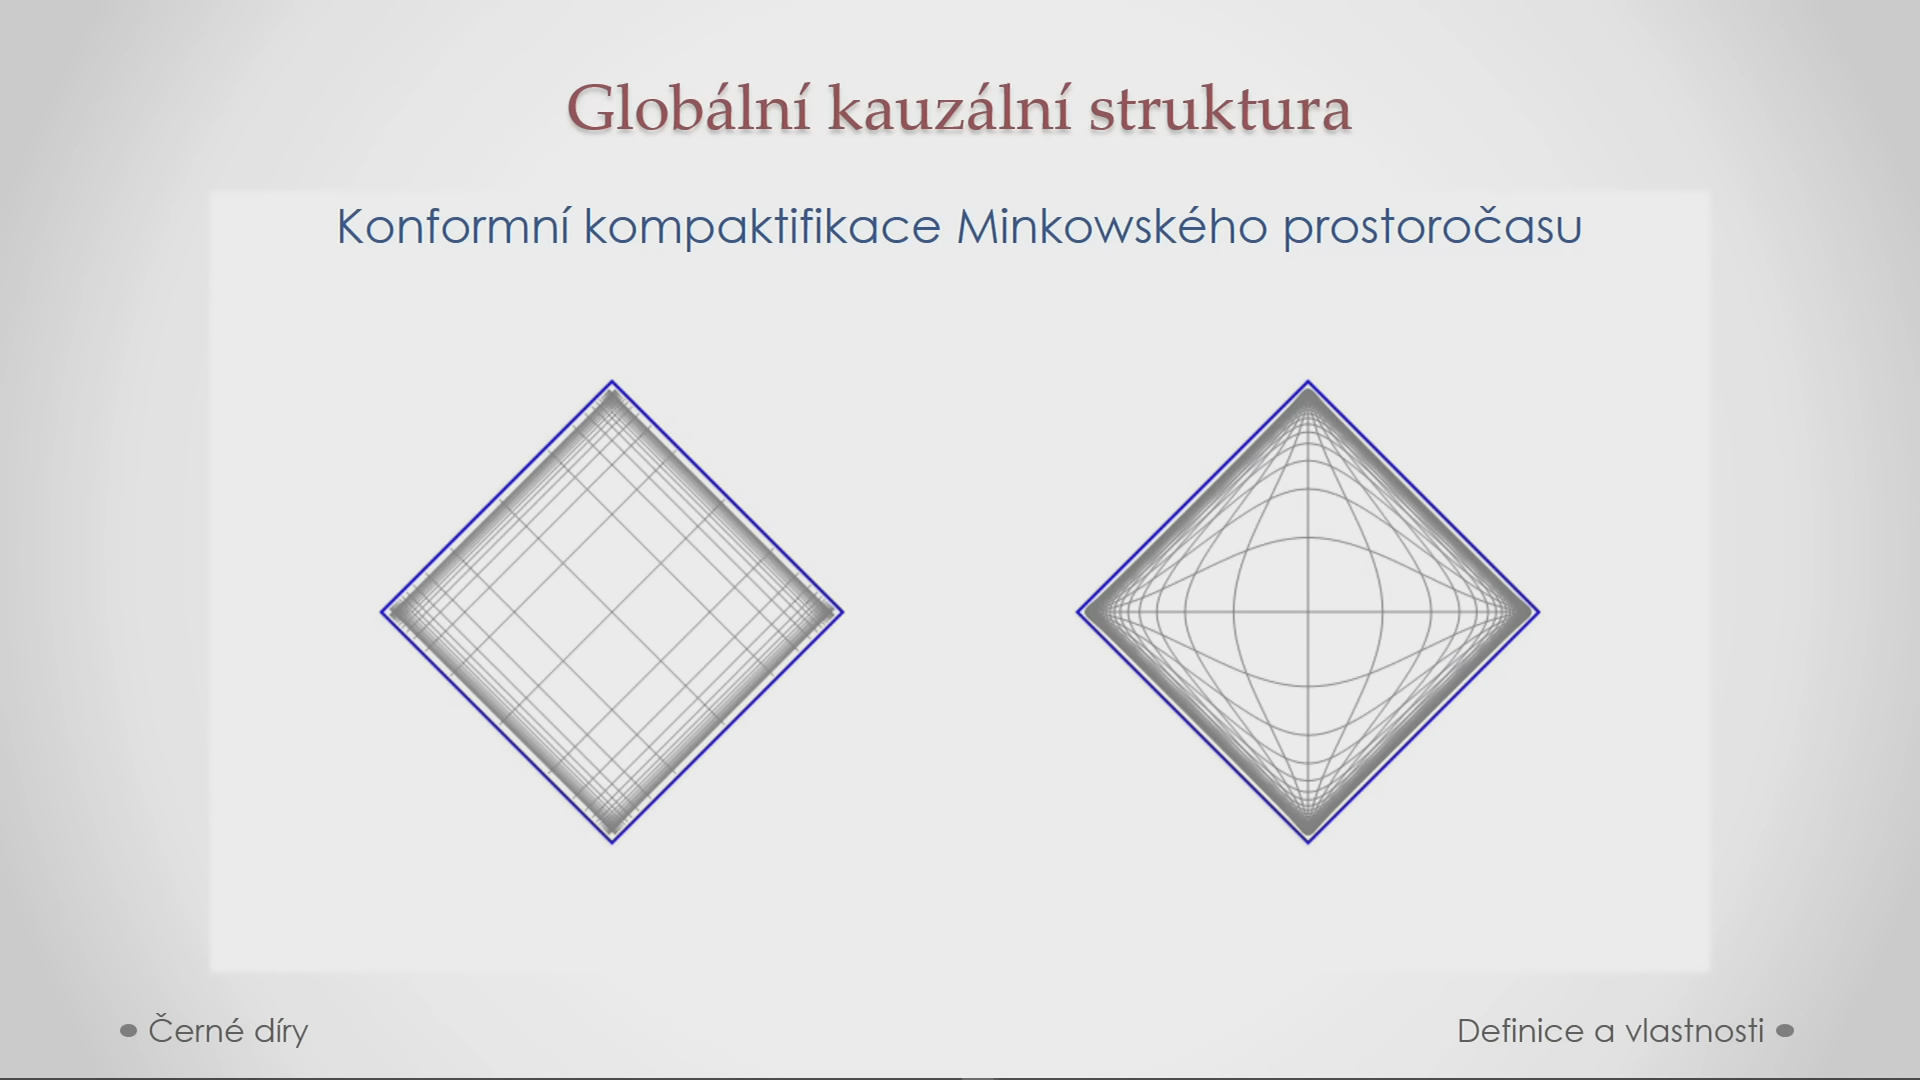 Globální kauzální struktura
Konformní kompaktifikace Minkowského prostoročasu
Černé díry
Definice a vlastnosti